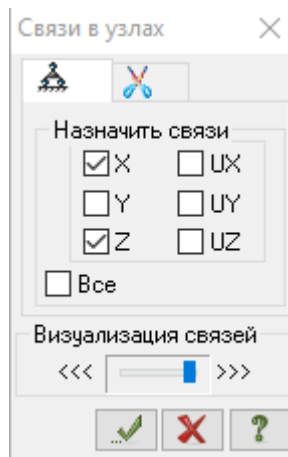 Связи в узлах
Назначить связи
X UX
Y UY
Z UZ
Все
Визуализация связей
<<< >>>
?